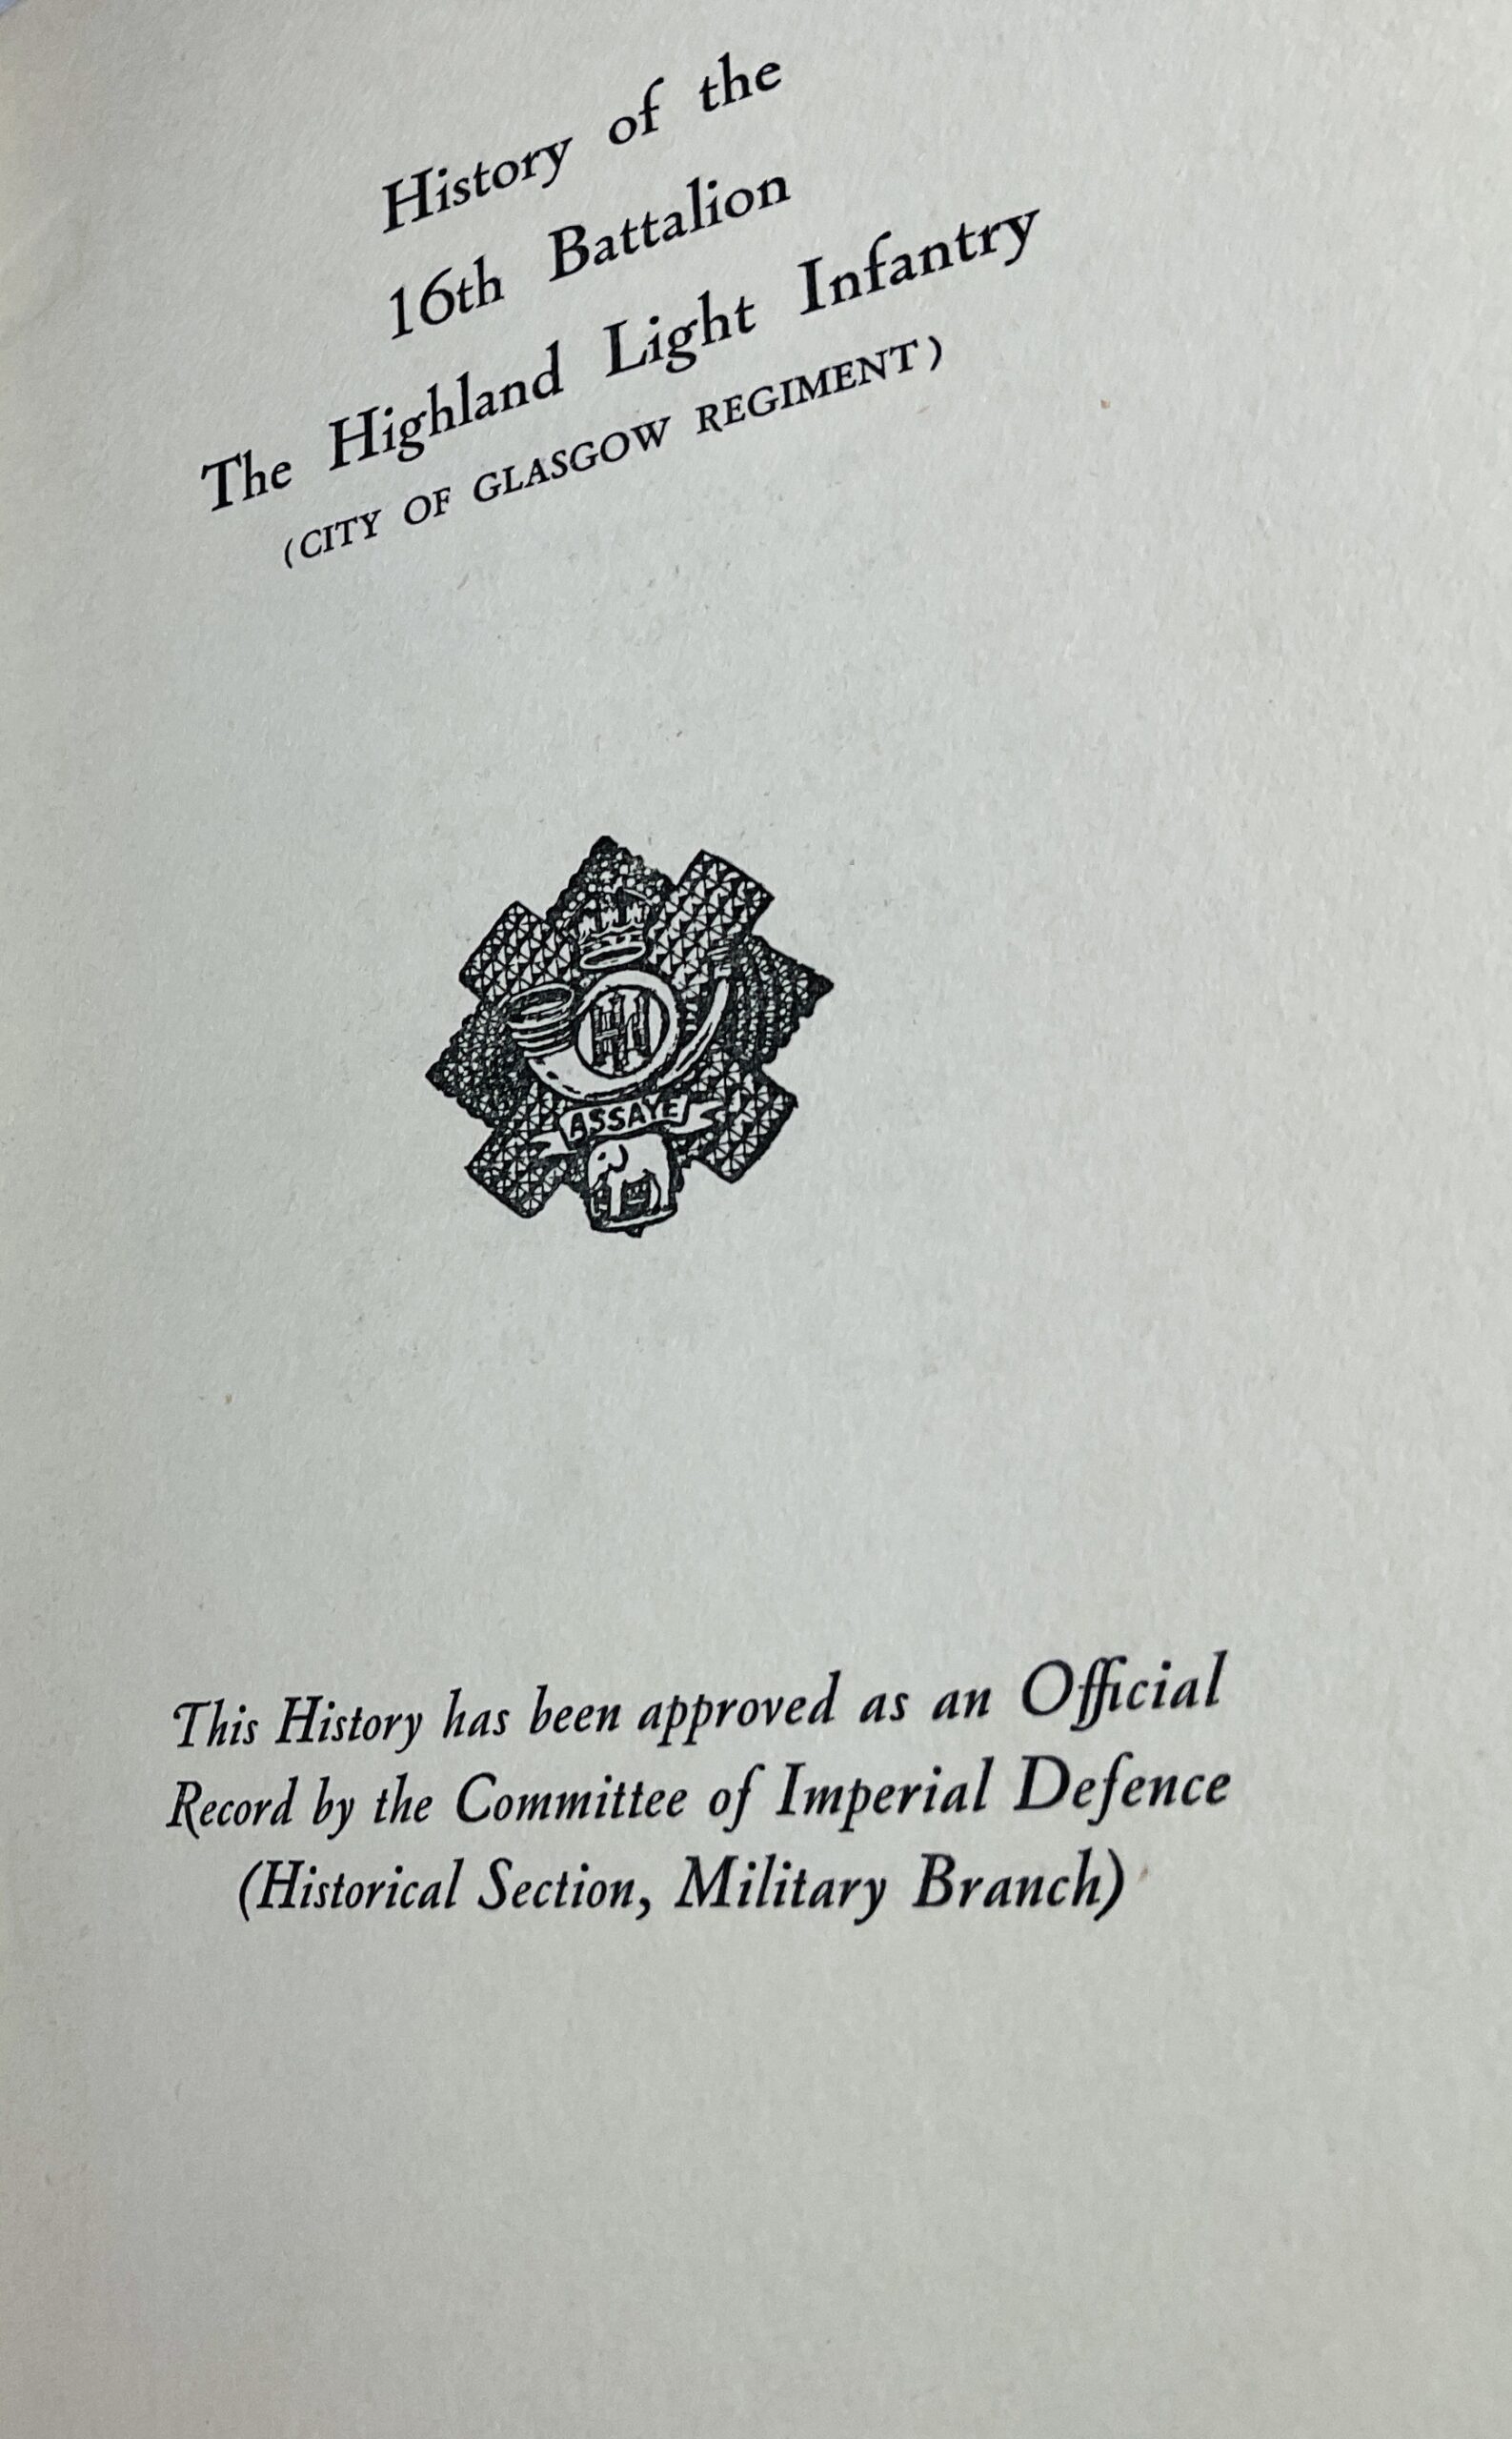 History of the
16th Battalion
The Highland Light Infantry
(CITY OF GLASGOW REGIMENT)
HLI
ASSAYE
This History has been approved as an Official
Record by the Committee of Imperial Defence
(Historical Section, Military Branch)